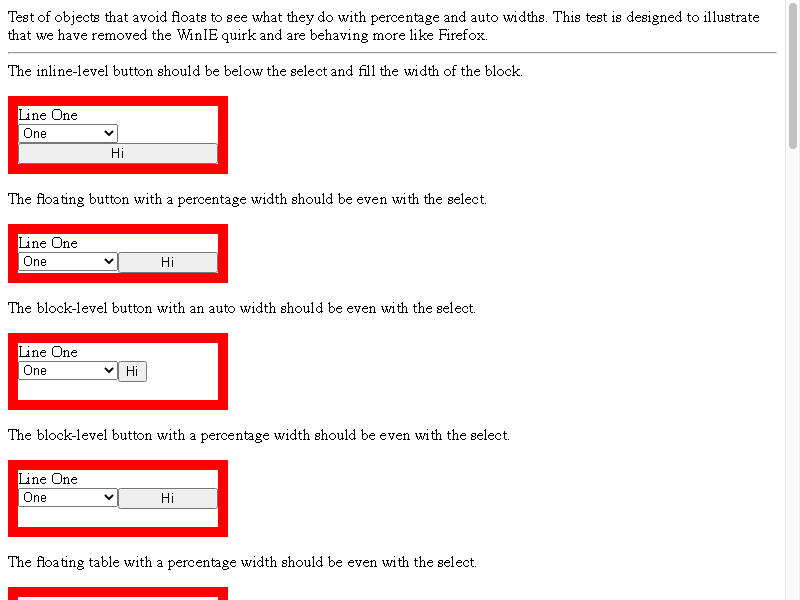 Test of objects that avoid floats to see what they do with percentage and auto widths. This test is designed to illustrate
that we have removed the WinIE quirk and are behaving more like Firefox.
The inline-level button should be below the select and fill the width of the block.
Line One
One
Hi
The floating button with a percentage width should be even with the select.
Line One
One Hi
The block-level button with an auto width should be even with the select.
Line One
One Hi
The block-level button with a percentage width should be even with the select.
Line One
One Hi
The floating table with a percentage width should be even with the select.